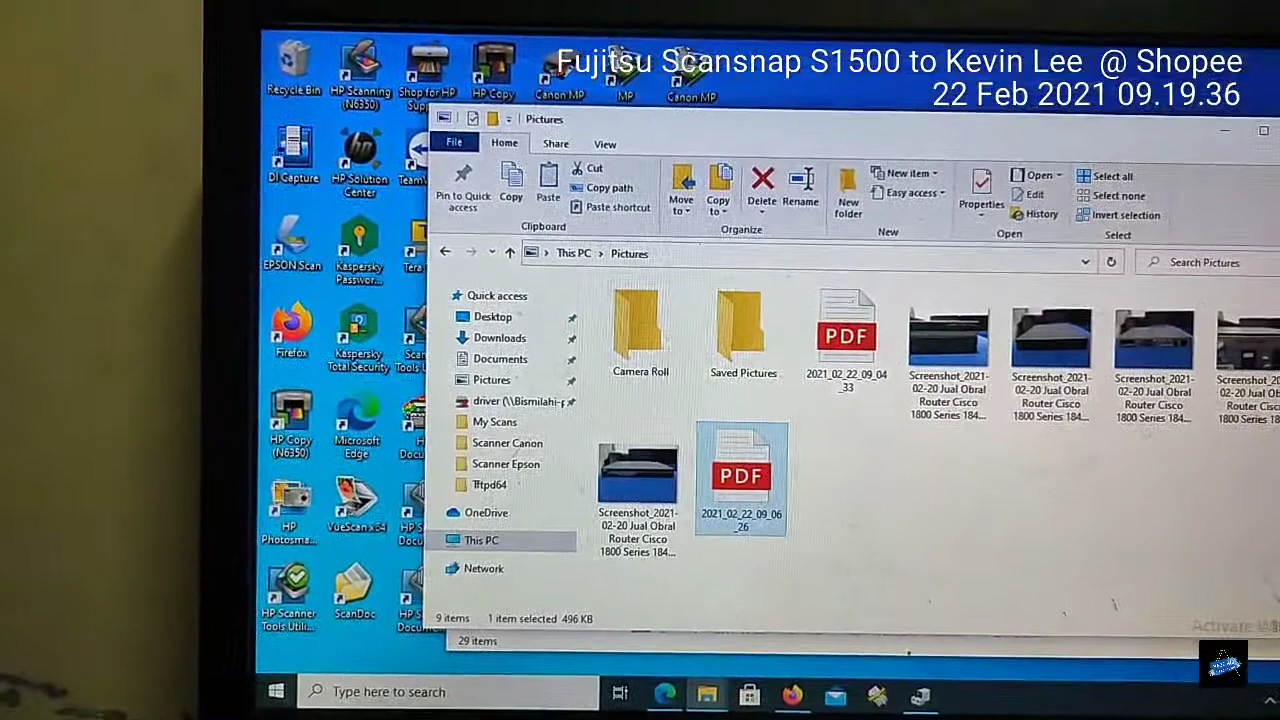 Fujitsu Scansnap S1500 to Kevin Lee @ Shopee
22 Feb 2021 09.19.36
Recycle Bin
HP Scanning
(N6350)
Shop for HP
HP Copy
Canon MP
MP
Canon MP
DI Capture
HP Solution
Center
EPSON Scan
Kaspersky
Passwor...
Firefox
Kaspersky
Total Security
HP Copy
(N6350)
Microsoft
Edge
HP
Photosma...
VueScan x64
HP Scanner
Tools Utili...
ScanDoc
Pictures
File
Home
Share
View
Pin to Quick
access
Copy
Paste
Cut
Copy path
Paste shortcut
Clipboard
Move
to
Copy
to
Delete
Rename
Organize
New
folder
New item
Easy access
New
Properties
Open
Edit
History
Open
Select all
Select none
Invert selection
Select
This PC > Pictures
Search Pictures
Quick access
Desktop
Downloads
Documents
Pictures
driver (\\Bismilahi-
My Scans
Scanner Canon
Scanner Epson
Tftpd64
OneDrive
This PC
Network
Camera Roll
Saved Pictures
PDF
2021_02_22_09_04
_33
Screenshot_2021-
02-20 Jual Obral
Router Cisco
1800 Series 184...
Screenshot_2021-
02-20 Jual Obral
Router Cisco
1800 Series 184...
Screenshot_2021-
02-20 Jual Obral
Router Cisco
1800 Series 184...
Screenshot_2021-
02-20 Jual Obral
Router Cisco
1800 Series 184...
PDF
2021_02_22_09_06
_26
9 items
1 item selected 496 KB
29 items
Activate
Type here to search